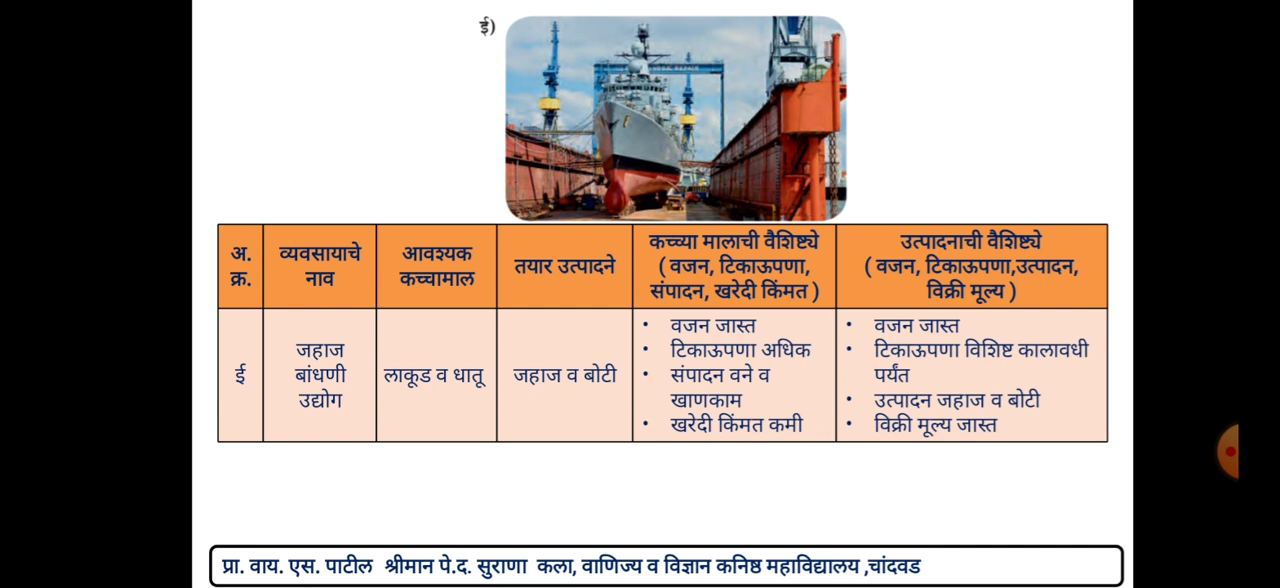 ई)
अ. क्र.
व्यवसायाचे नाव
आवश्यक कच्चामाल
तयार उत्पादने
कच्च्या मालाची वैशिष्ट्ये
( वजन, टिकाऊपणा,
संपादन, खरेदी किंमत )
उत्पादनाची वैशिष्ट्ये
( वजन, टिकाऊपणा,उत्पादन,
विक्री मूल्य )
ई
जहाज
बांधणी
उद्योग
लाकूड व धातू
जहाज व बोटी
• वजन जास्त
• टिकाऊपणा अधिक
• संपादन वने व
खाणकाम
• खरेदी किंमत कमी
• वजन जास्त
• टिकाऊपणा विशिष्ट कालावधी
पर्यंत
• उत्पादन जहाज व बोटी
• विक्री मूल्य जास्त
प्रा. वाय. एस. पाटील श्रीमान पे.द. सुराणा कला, वाणिज्य व विज्ञान कनिष्ठ महाविद्यालय ,चांदवड